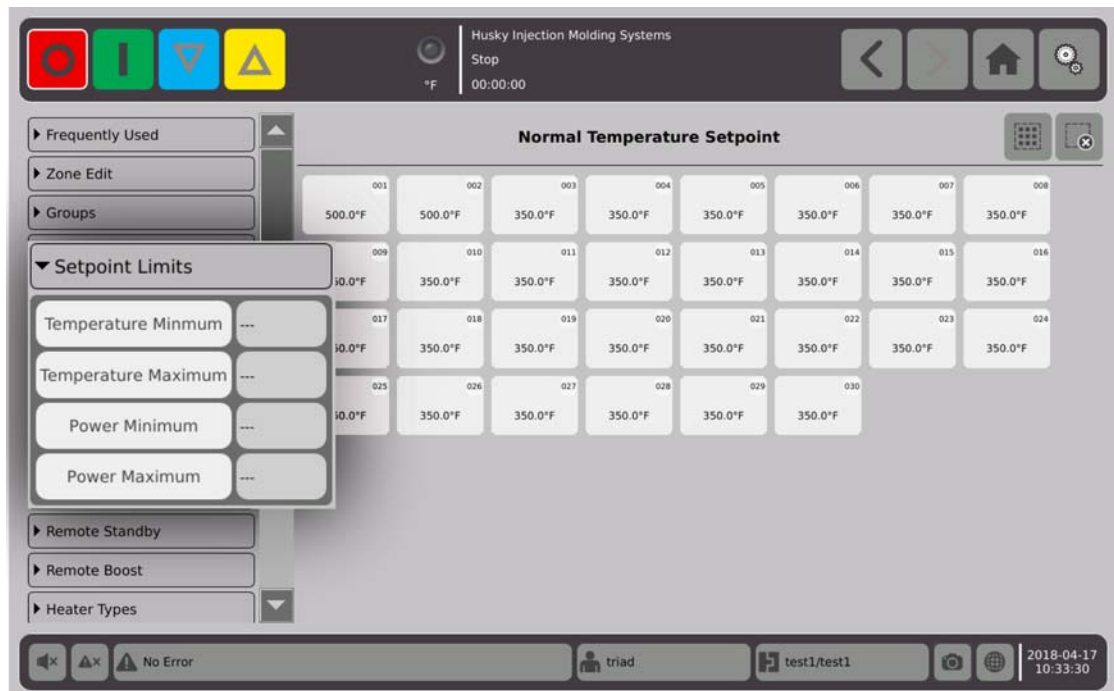 Husky Injection Molding Systems
Stop
°F 00:00:00
Frequently Used
Zone Edit
Groups
Setpoint Limits
Temperature Minmum ---
Temperature Maximum ---
Power Minimum ---
Power Maximum ---
Remote Standby
Remote Boost
Heater Types
Normal Temperature Setpoint
001 002 003 004 005 006 007 008
500.0°F 500.0°F 350.0°F 350.0°F 350.0°F 350.0°F 350.0°F 350.0°F
009 010 011 012 013 014 015 016
50.0°F 350.0°F 350.0°F 350.0°F 350.0°F 350.0°F 350.0°F 350.0°F
017 018 019 020 021 022 023 024
50.0°F 350.0°F 350.0°F 350.0°F 350.0°F 350.0°F 350.0°F 350.0°F
025 026 027 028 029 030
50.0°F 350.0°F 350.0°F 350.0°F 350.0°F 350.0°F
No Error triad test1/test1 2018-04-17
10:33:30